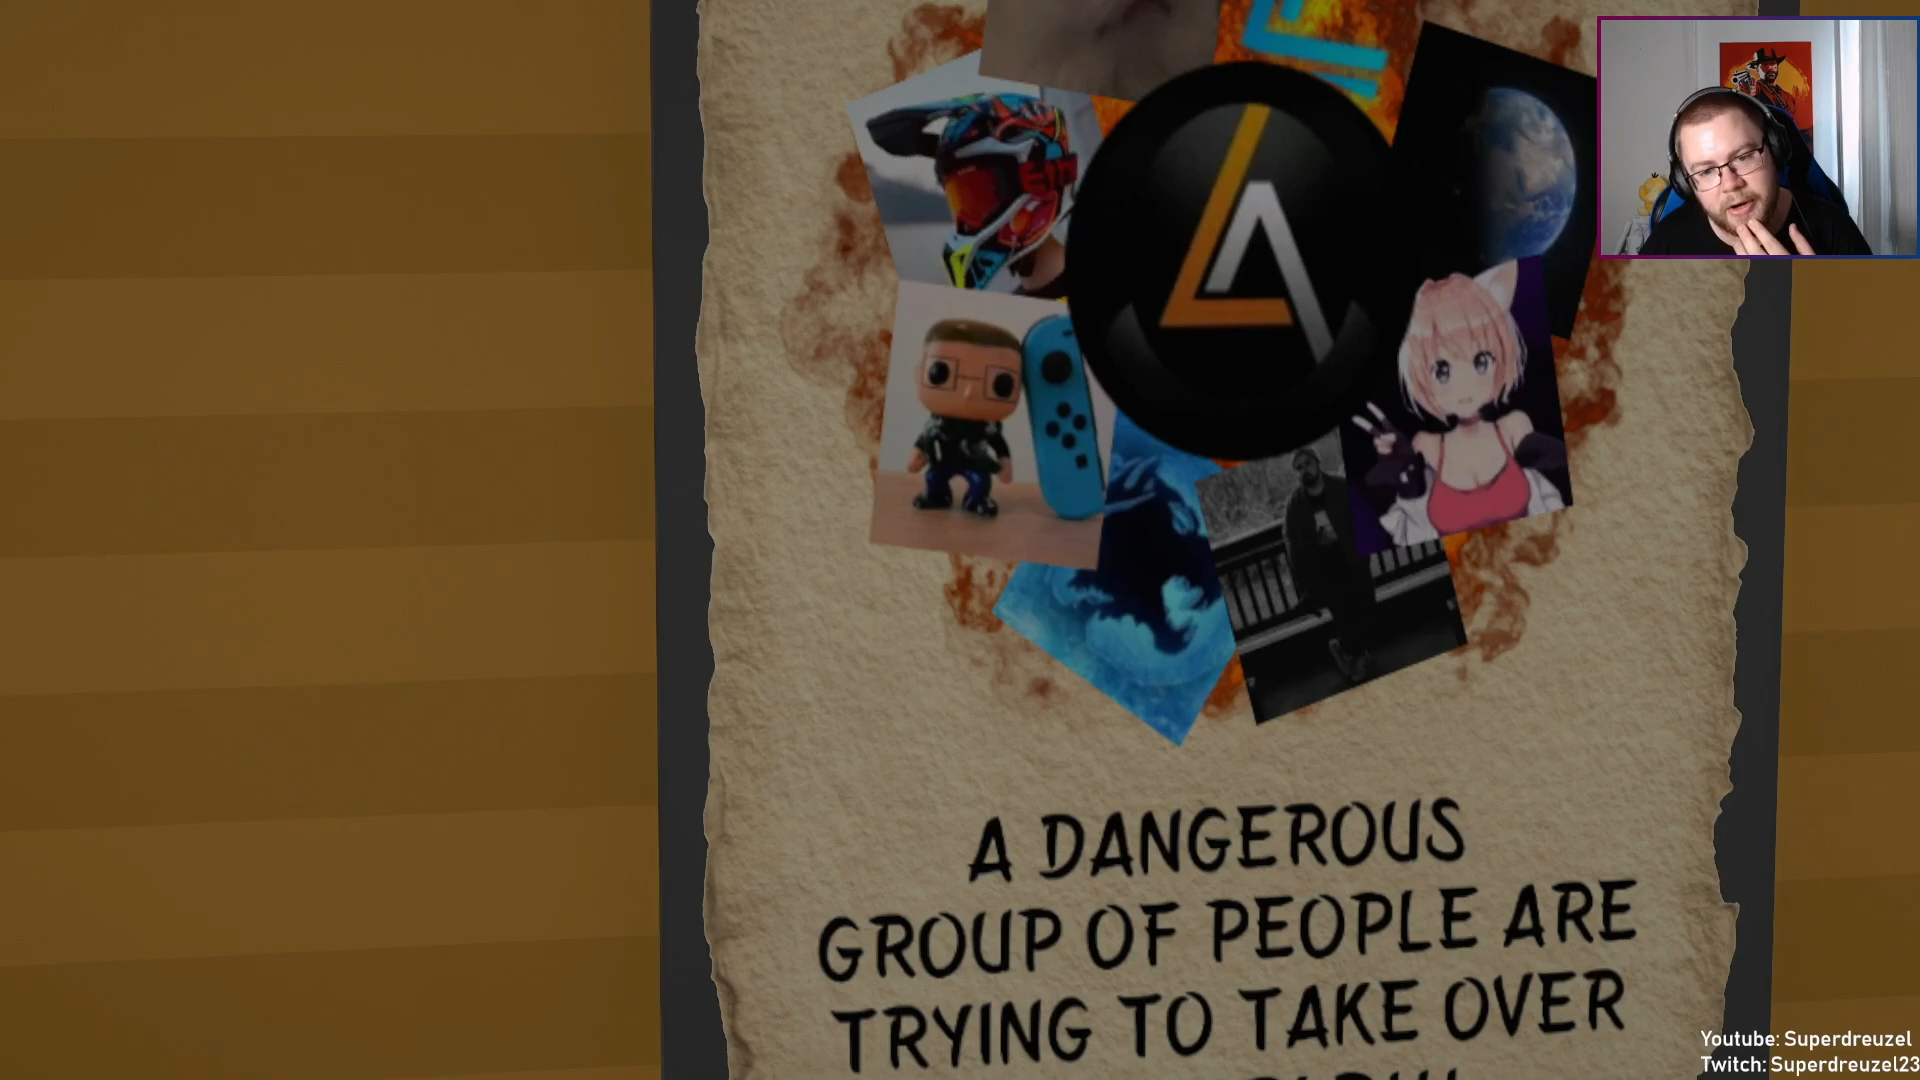 A DANGEROUS
GROUP OF PEOPLE ARE
TRYING TO TAKE OVER
Youtube: Superdreuzel
Twitch: Superdreuzel23